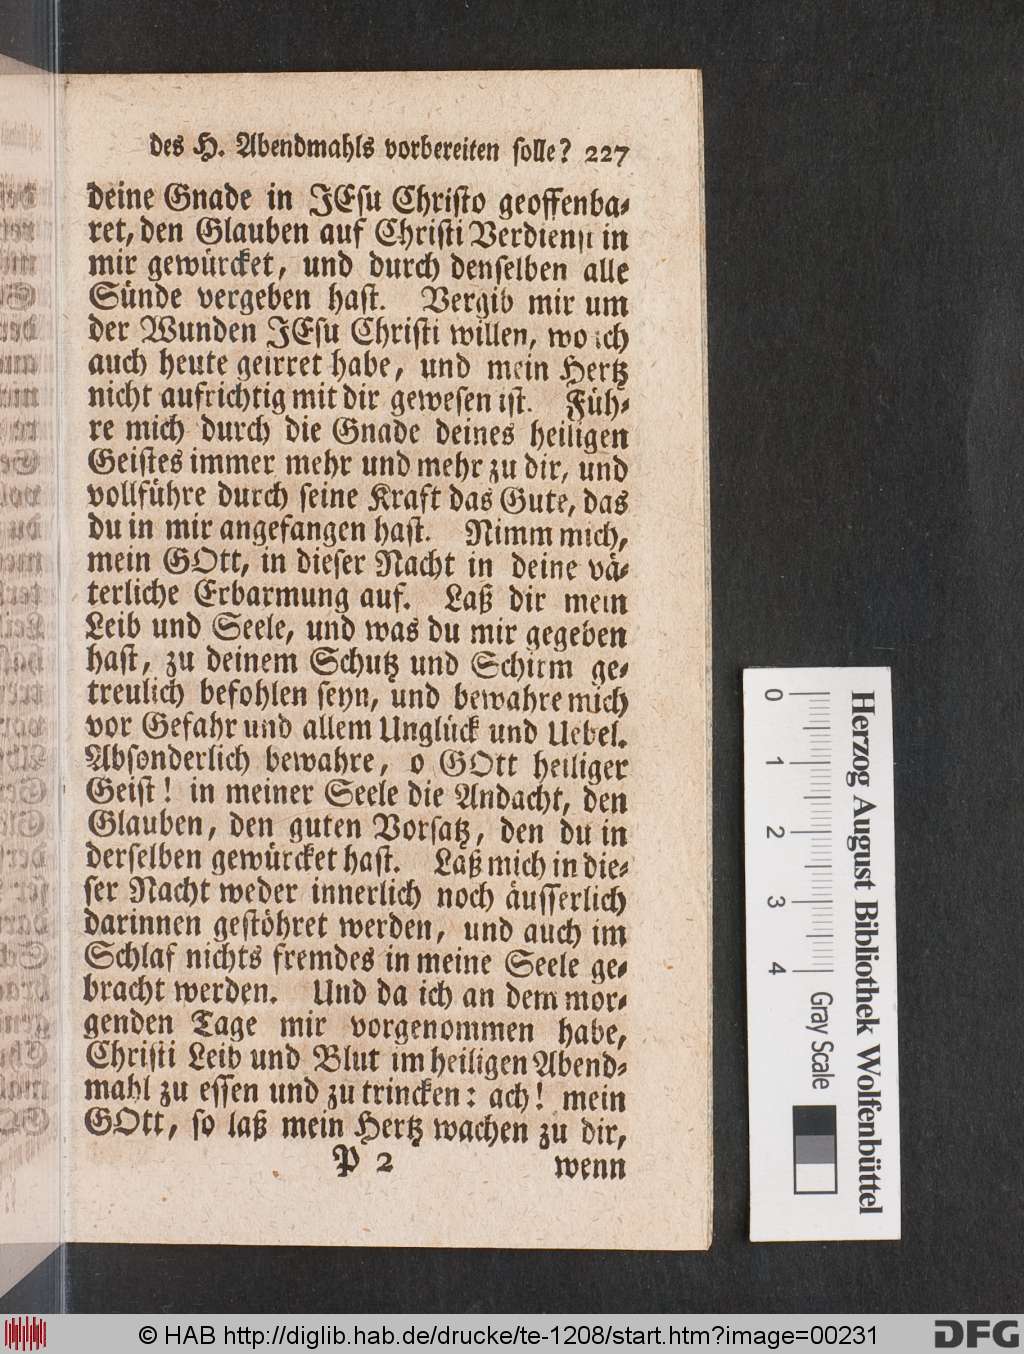 des H. Abendmahls vorbereiten solle? 227
deine Gnade in JEsu Christo geoffenba-
ret, den Glauben auf Christi Verdienst in
mir gewürcket, und durch denselben alle
Sünde vergeben hast. Vergib mir um
der Wunden JEsu Christi willen, wo ich
auch heute geirret habe, und mein Hertz
nicht aufrichtig mit dir gewesen ist. Füh-
re mich durch die Gnade deines heiligen
Geistes immer mehr und mehr zu dir, und
vollführe durch seine Kraft das Gute, das
du in mir angefangen hast. Nimm mich,
mein GOtt, in dieser Nacht in deine vä-
terliche Erbarmung auf. Laß dir mein
Leib und Seele, und was du mir gegeben
hast, zu deinem Schutz und Schirm ge-
treulich befohlen seyn, und bewahre mich
vor Gefahr und allem Unglück und Uebel.
Absonderlich bewahre, o GOtt heiliger
Geist! in meiner Seele die Andacht, den
Glauben, den guten Vorsatz, den du in
derselben gewürcket hast. Laß mich in die-
ser Nacht weder innerlich noch äusserlich
darinnen gestöhret werden, und auch im
Schlaf nichts fremdes in meine Seele ge-
bracht werden. Und da ich an dem mor-
genden Tage mir vorgenommen habe,
Christi Leib und Blut im heiligen Abend-
mahl zu essen und zu trincken: ach! mein
GOtt, so laß mein Hertz wachen zu dir,
P 2 wenn
0 1 2 3 4
Gray Scale
Herzog August Bibliothek Wolfenbüttel
© HAB http://diglib.hab.de/drucke/te-1208/start.htm?image=00231
DFG